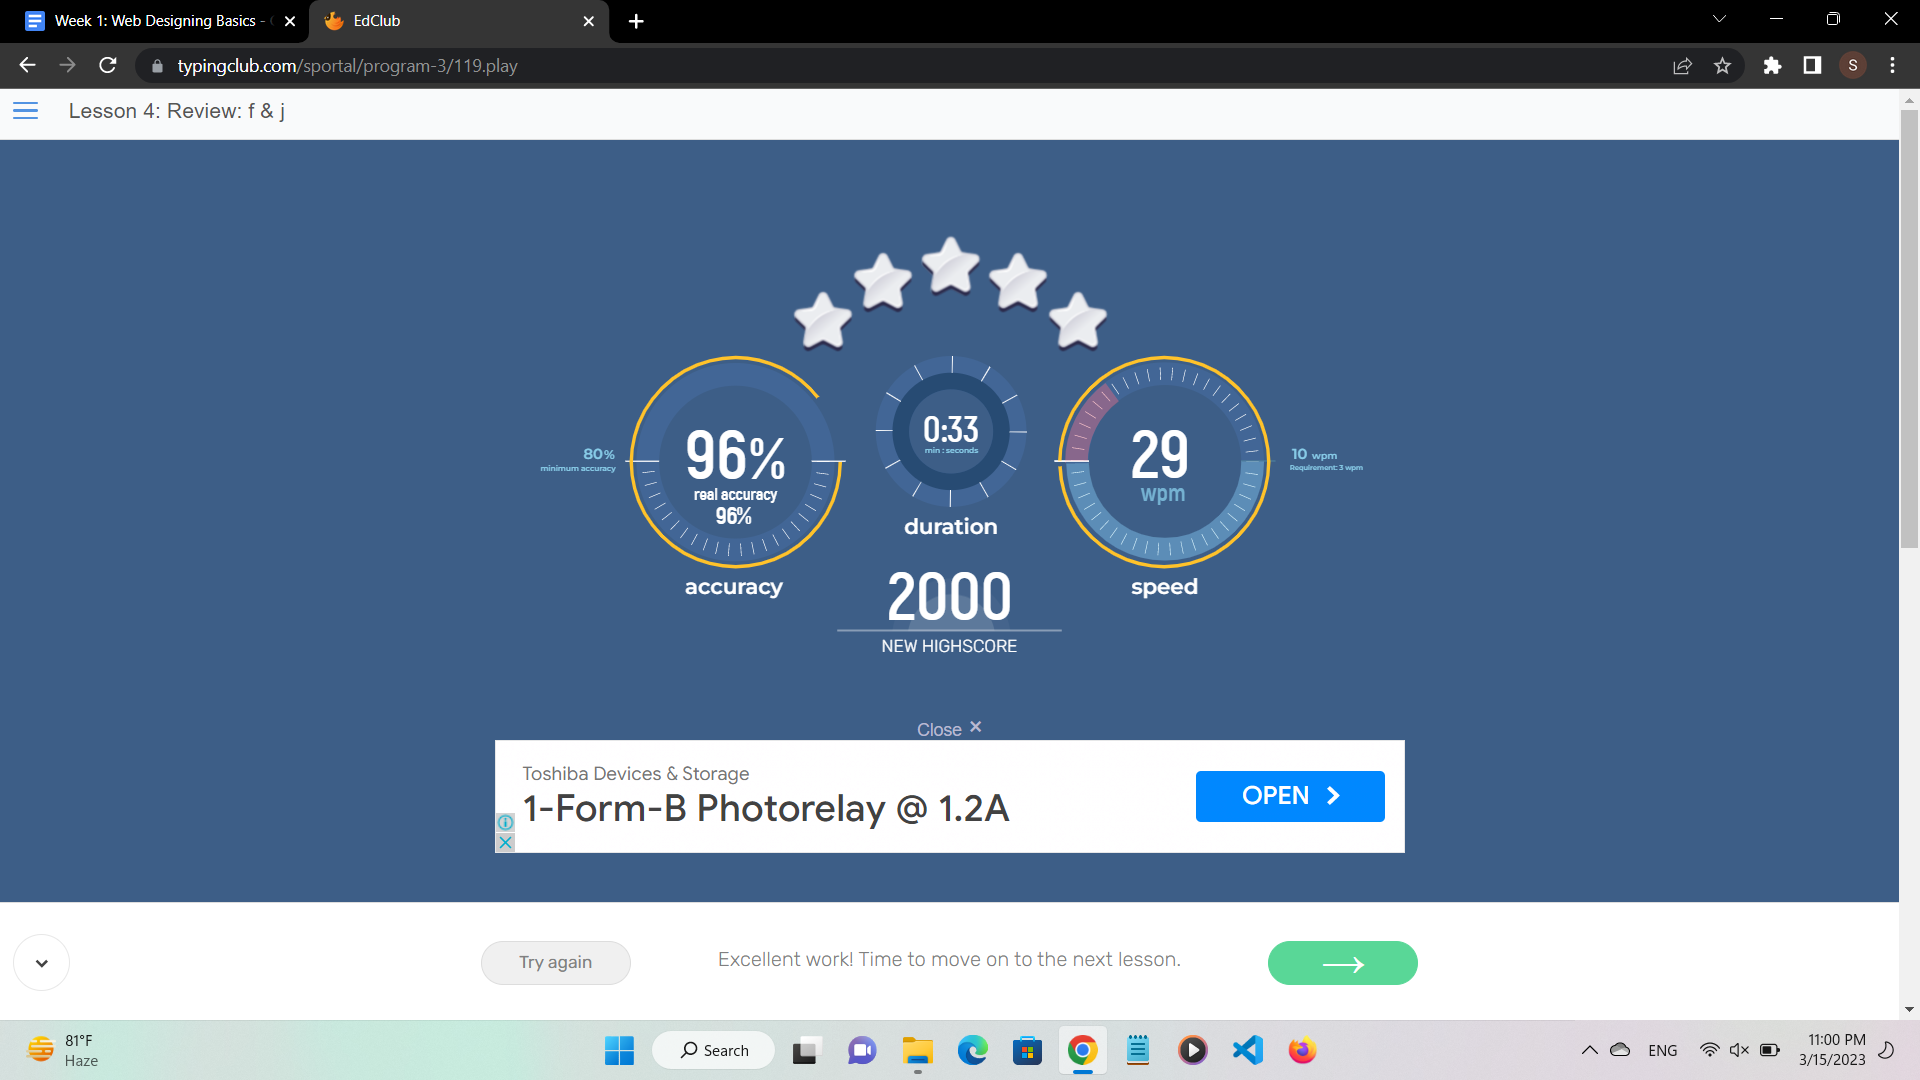 Week 1: Web Designing Basics -
EdClub
typingclub.com/sportal/program-3/119.play
S
Lesson 4: Review: f & j
80%
minimum accuracy
96%
real accuracy
96%
accuracy
0:33
min : seconds
duration
29
wpm
speed
10 wpm
Requirement: 3 wpm
2000
NEW HIGHSCORE
Close ×
Toshiba Devices & Storage
1-Form-B Photorelay @ 1.2A
OPEN
Try again
Excellent work! Time to move on to the next lesson.
81°F
Haze
Search
ENG
11:00 PM
3/15/2023